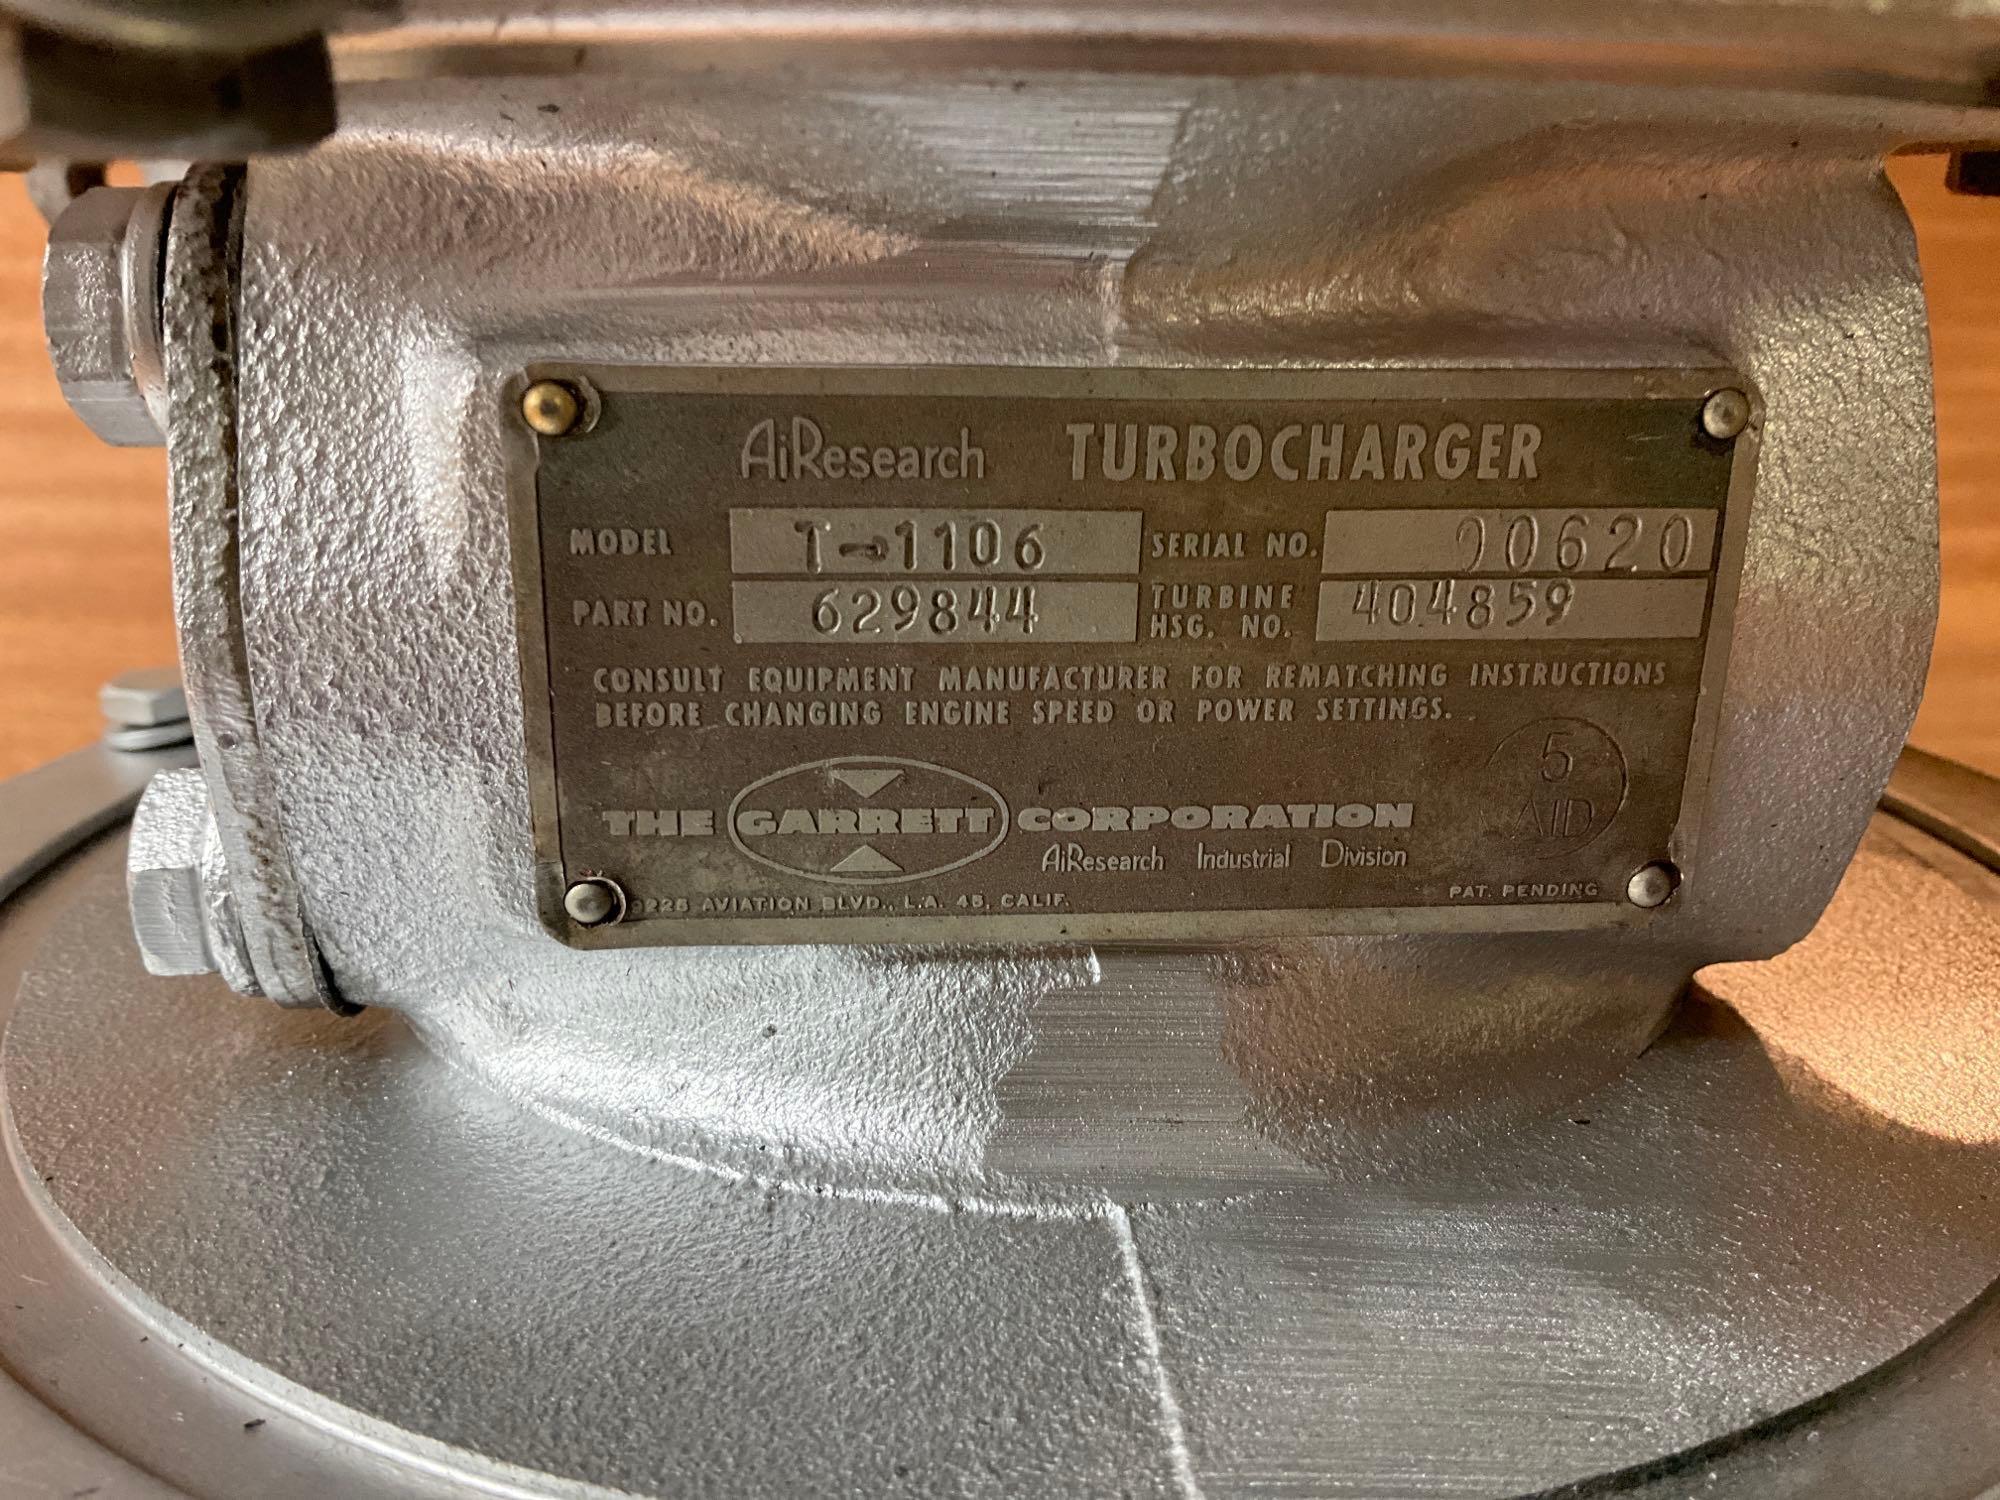 AiResearch TURBOCHARGER
MODEL T-1106 SERIAL NO. 00620
PART NO. 629844 TURBINE HSG. NO. 404859
CONSULT EQUIPMENT MANUFACTURER FOR REMATCHING INSTRUCTIONS
BEFORE CHANGING ENGINE SPEED OR POWER SETTINGS.
5
AID
THE GARRETT CORPORATION
AiResearch Industrial Division
9225 AVIATION BLVD., L.A. 45, CALIF.
PAT. PENDING